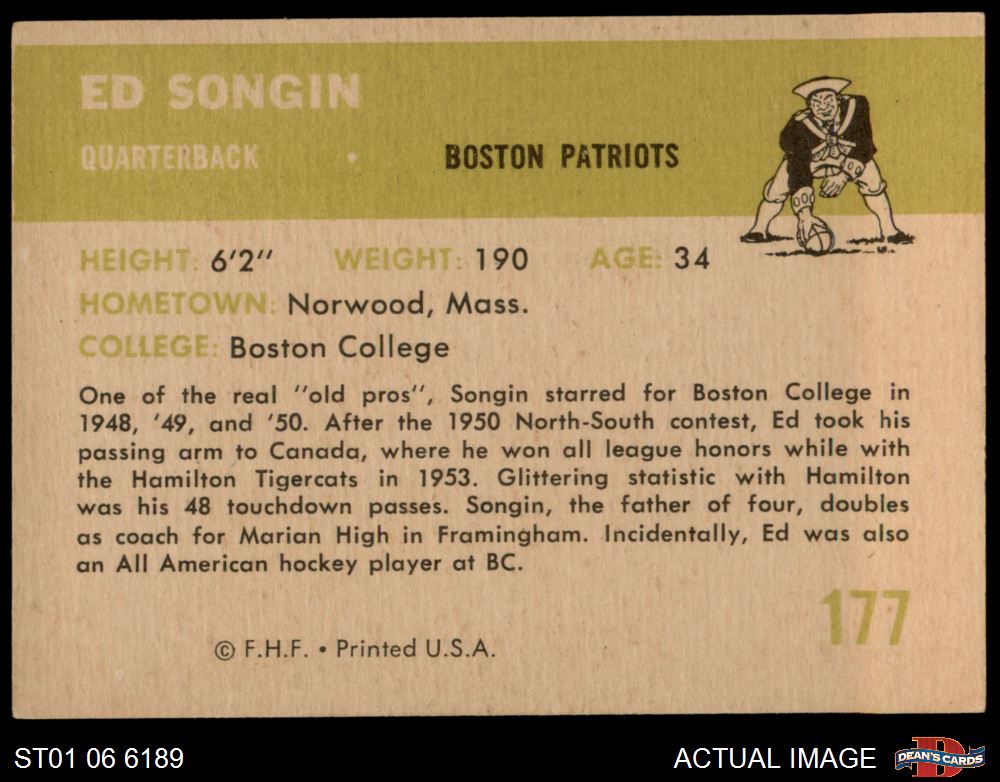 ED SONGIN
QUARTERBACK • BOSTON PATRIOTS
HEIGHT: 6'2" WEIGHT: 190 AGE: 34
HOMETOWN: Norwood, Mass.
COLLEGE: Boston College
One of the real "old pros", Songin starred for Boston College in
1948, '49, and '50. After the 1950 North-South contest, Ed took his
passing arm to Canada, where he won all league honors while with
the Hamilton Tigercats in 1953. Glittering statistic with Hamilton
was his 48 touchdown passes. Songin, the father of four, doubles
as coach for Marian High in Framingham. Incidentally, Ed was also
an All American hockey player at BC.
177
© F.H.F. • Printed U.S.A.
ST01 06 6189
ACTUAL IMAGE
D
DEAN'S CARDS